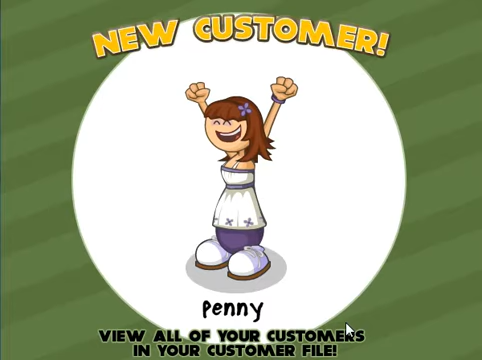 NEW CUSTOMER!
Penny
VIEW ALL OF YOUR CUSTOMERS
IN YOUR CUSTOMER FILE!